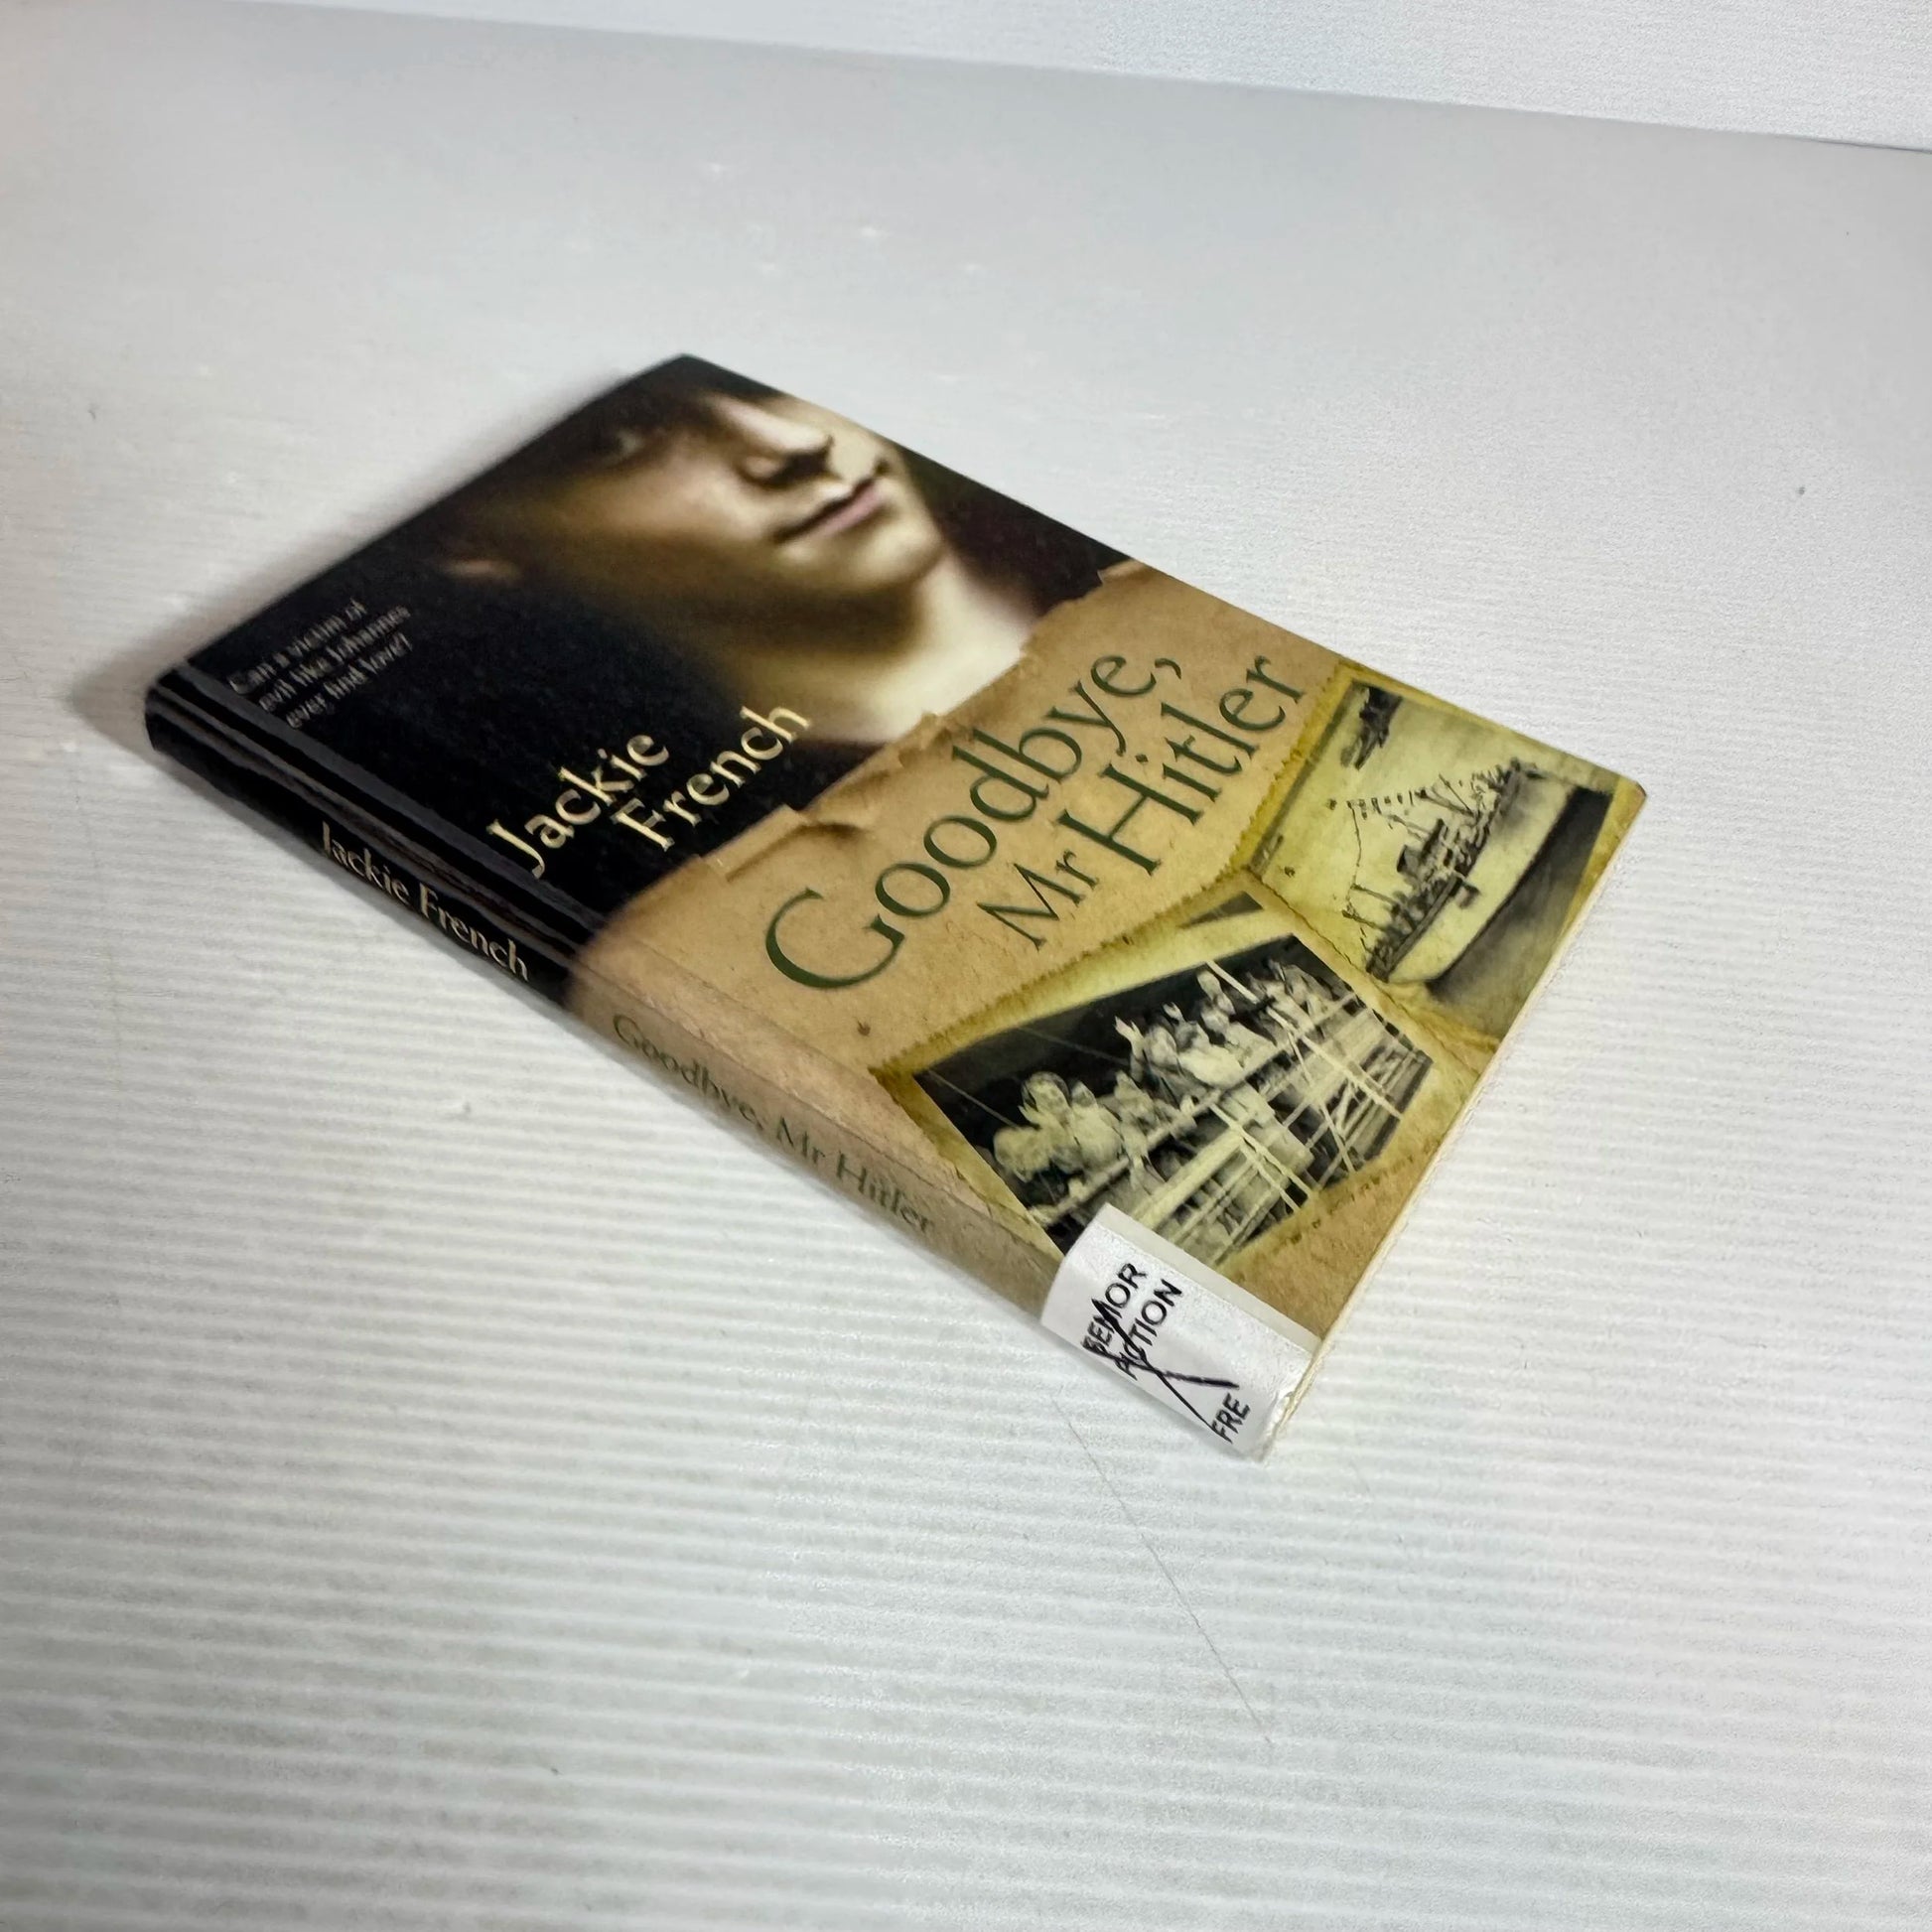 Can a victim of
evil like Johannes
ever find love?
Jackie
French
Goodbye,
Mr Hitler
Jackie French
Goodbye, Mr Hitler
SENIOR
FICTION
FRE